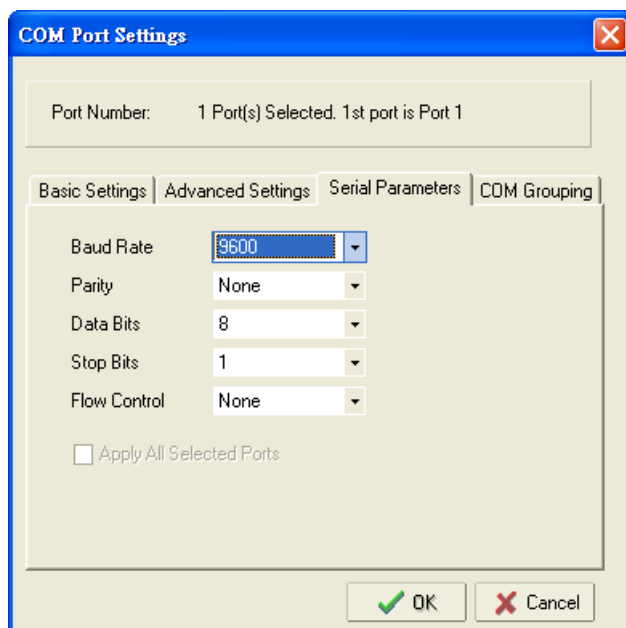 COM Port Settings
Port Number: 1 Port(s) Selected. 1st port is Port 1
Basic Settings Advanced Settings Serial Parameters COM Grouping
Baud Rate 9600
Parity None
Data Bits 8
Stop Bits 1
Flow Control None
Apply All Selected Ports
OK Cancel